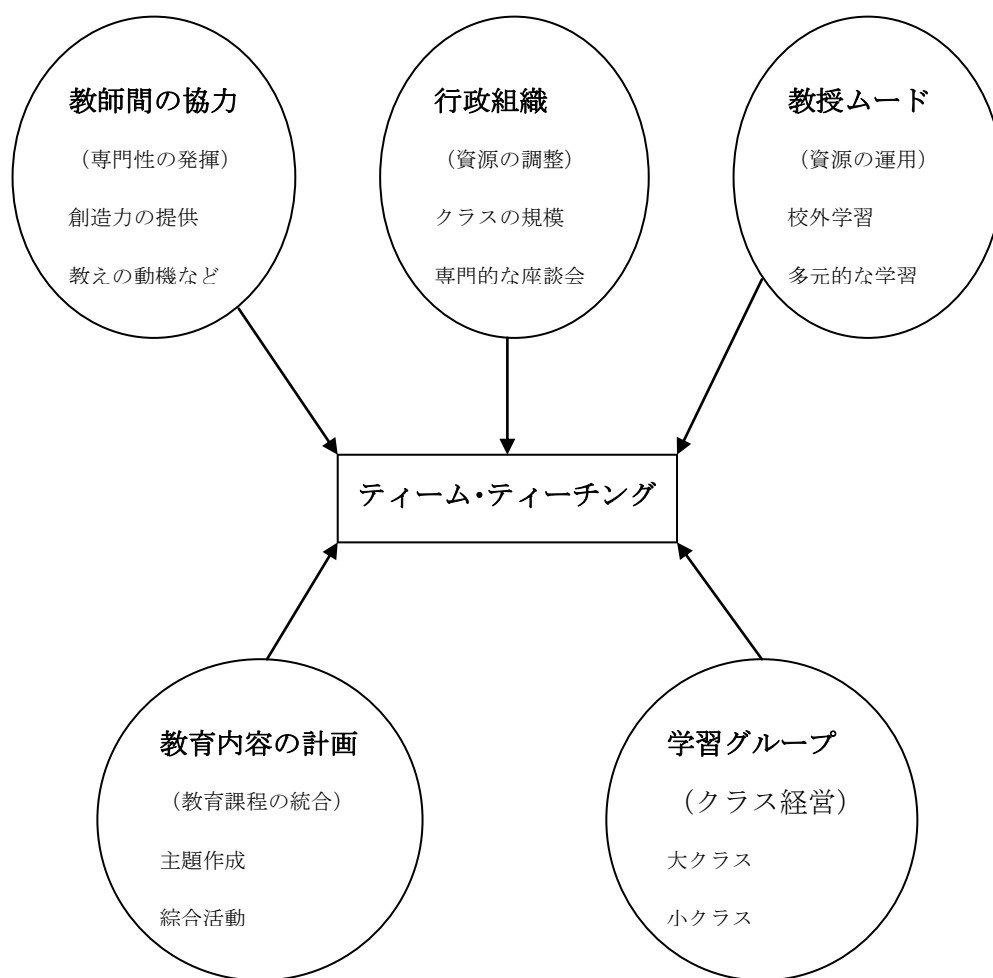 教師間の協力
（専門性の発揮）
創造力の提供
教えの動機など
行政組織
（資源の調整）
クラスの規模
専門的な座談会
教授ムード
（資源の運用）
校外学習
多元的な学習
ティーム・ティーチング
教育内容の計画
（教育課程の統合）
主題作成
綜合活動
学習グループ
（クラス経営）
大クラス
小クラス